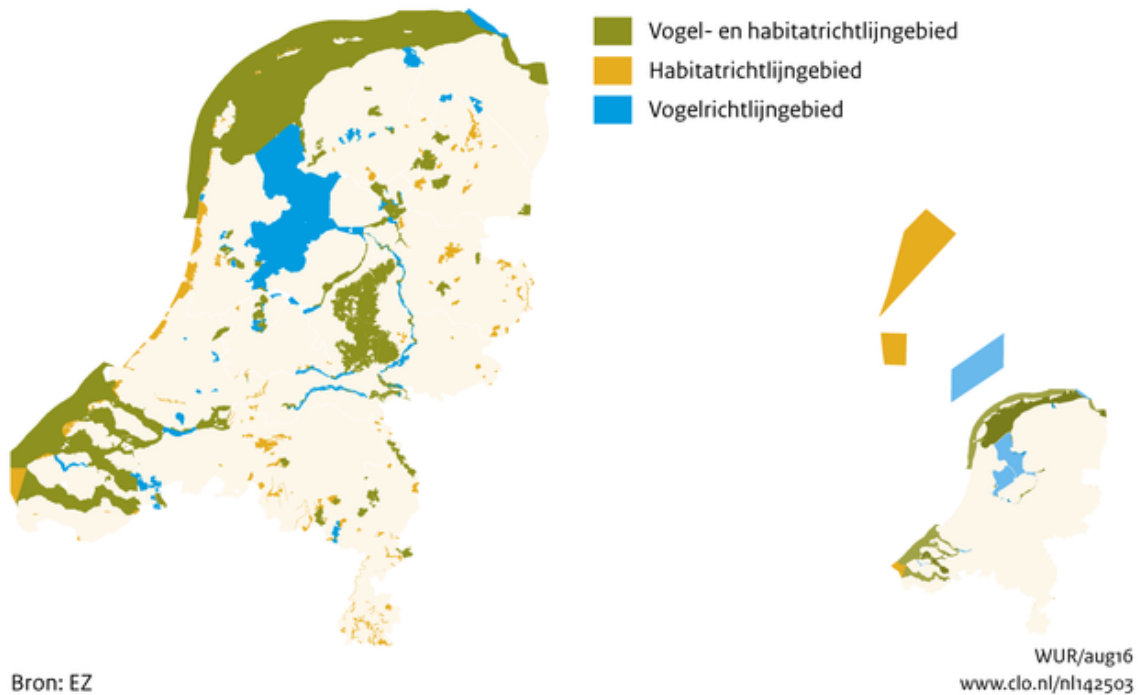 Vogel- en habitatrichtlijngebied
Habitatrichtlijngebied
Vogelrichtlijngebied
Bron: EZ
WUR/aug16
www.clo.nl/nl142503